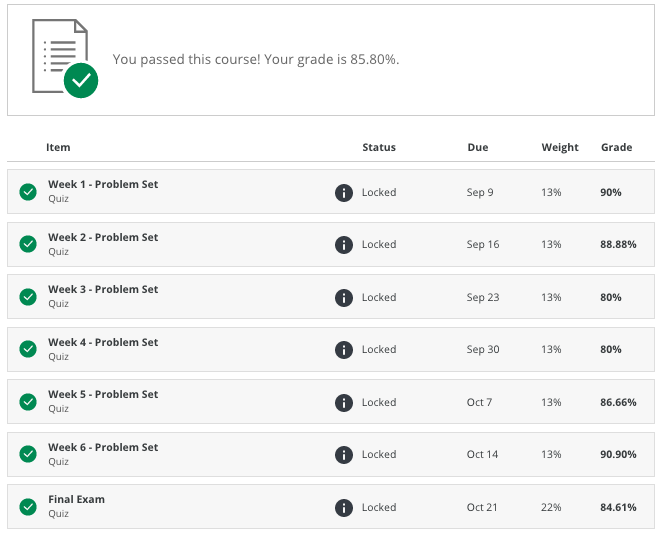 You passed this course! Your grade is 85.80%.
Item Status Due Weight Grade
Week 1 - Problem Set
Quiz
Locked Sep 9 13% 90%
Week 2 - Problem Set
Quiz
Locked Sep 16 13% 88.88%
Week 3 - Problem Set
Quiz
Locked Sep 23 13% 80%
Week 4 - Problem Set
Quiz
Locked Sep 30 13% 80%
Week 5 - Problem Set
Quiz
Locked Oct 7 13% 86.66%
Week 6 - Problem Set
Quiz
Locked Oct 14 13% 90.90%
Final Exam
Quiz
Locked Oct 21 22% 84.61%